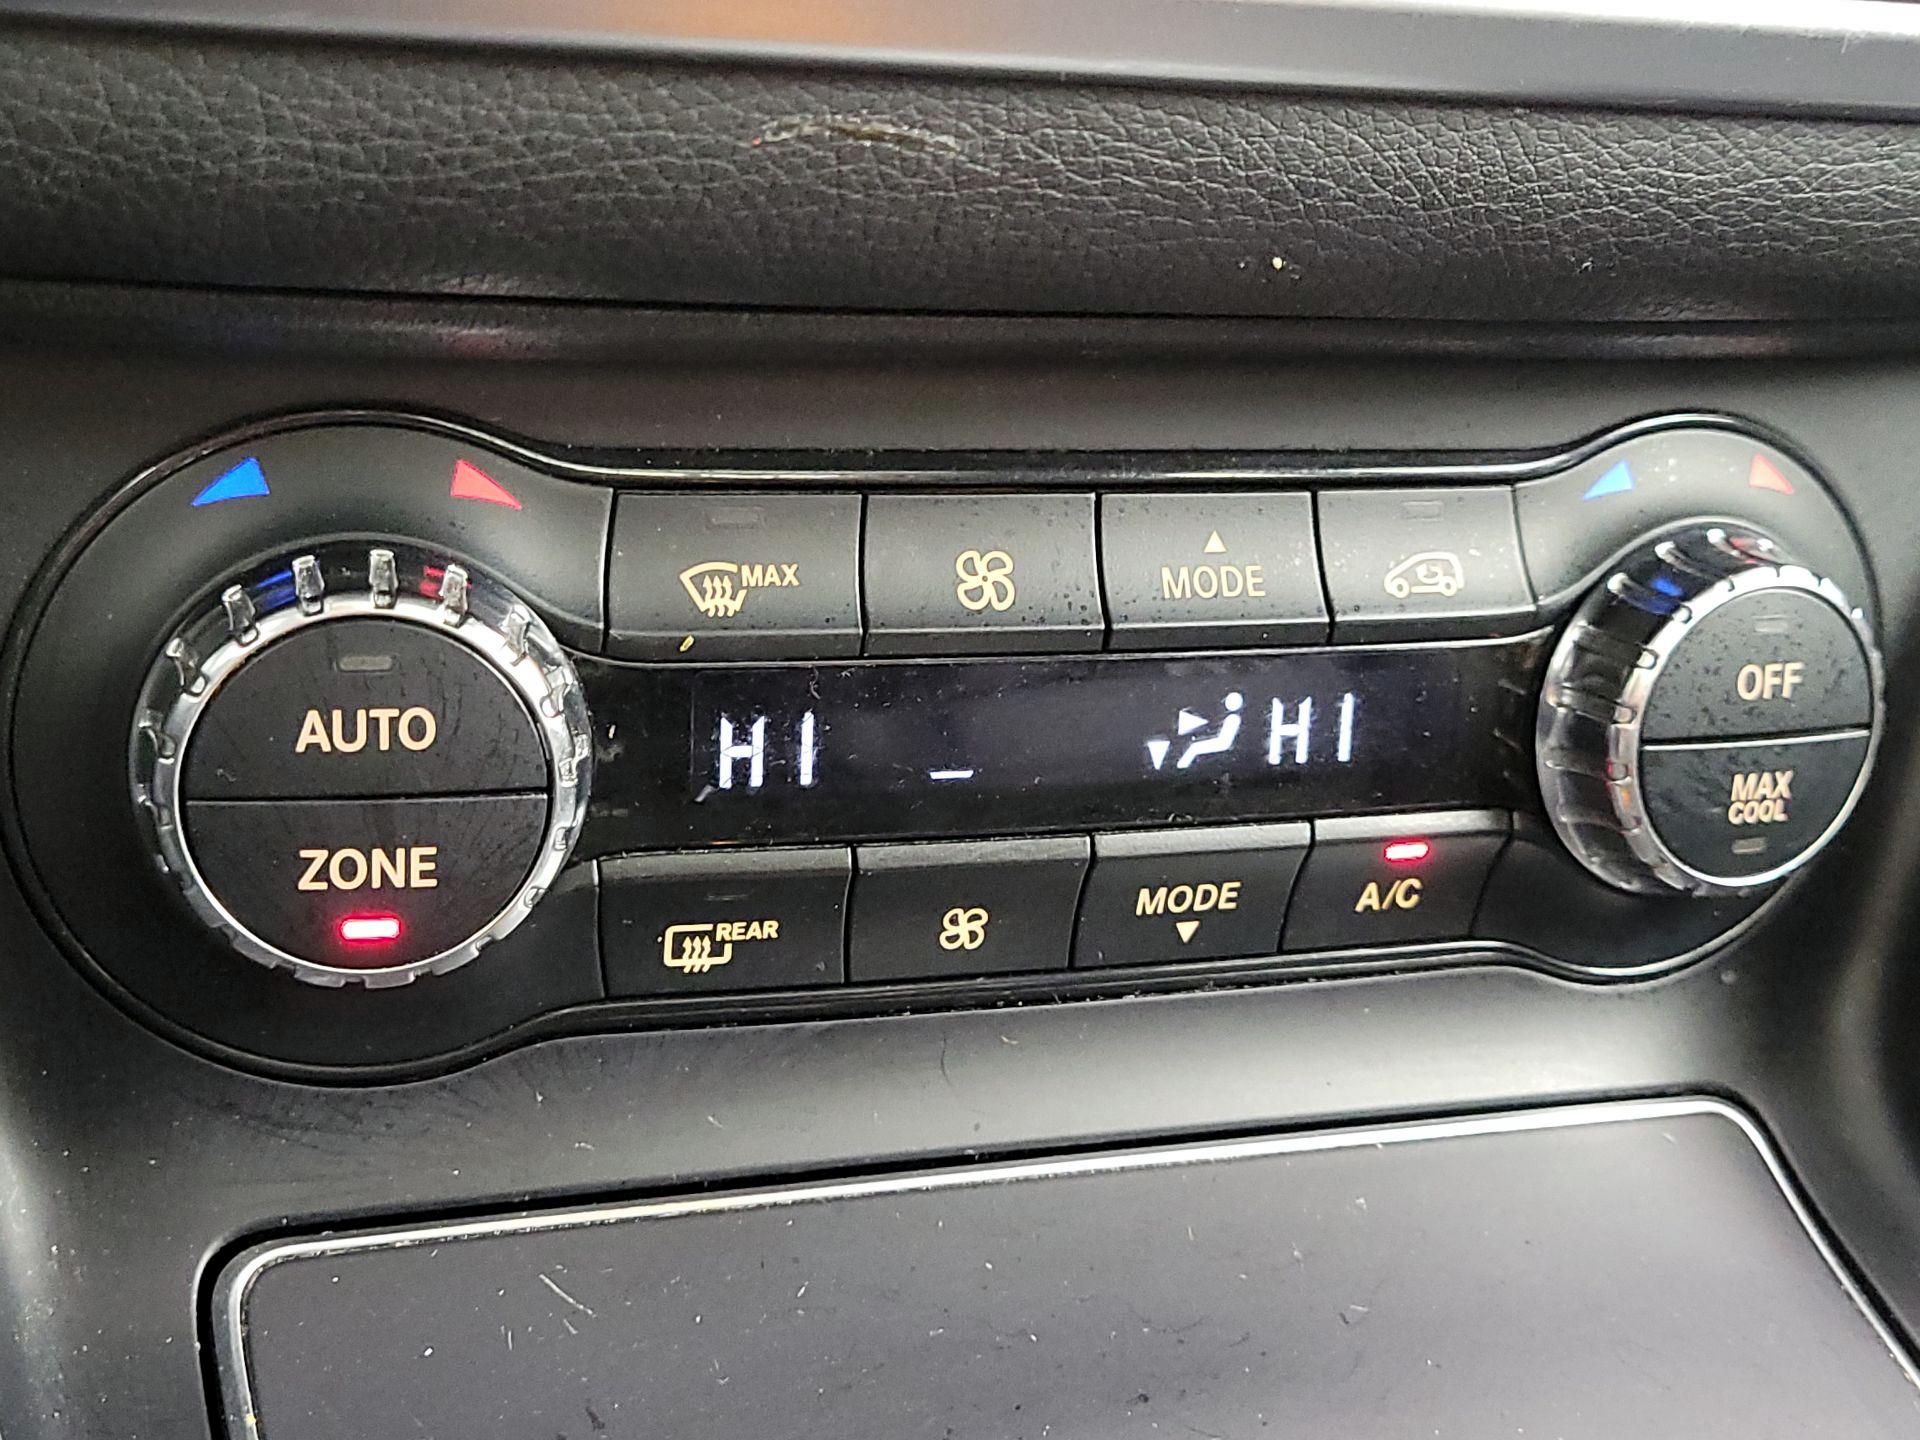 MAX
MODE
AUTO
ZONE
HI
HI
OFF
MAX
COOL
REAR
MODE
A/C